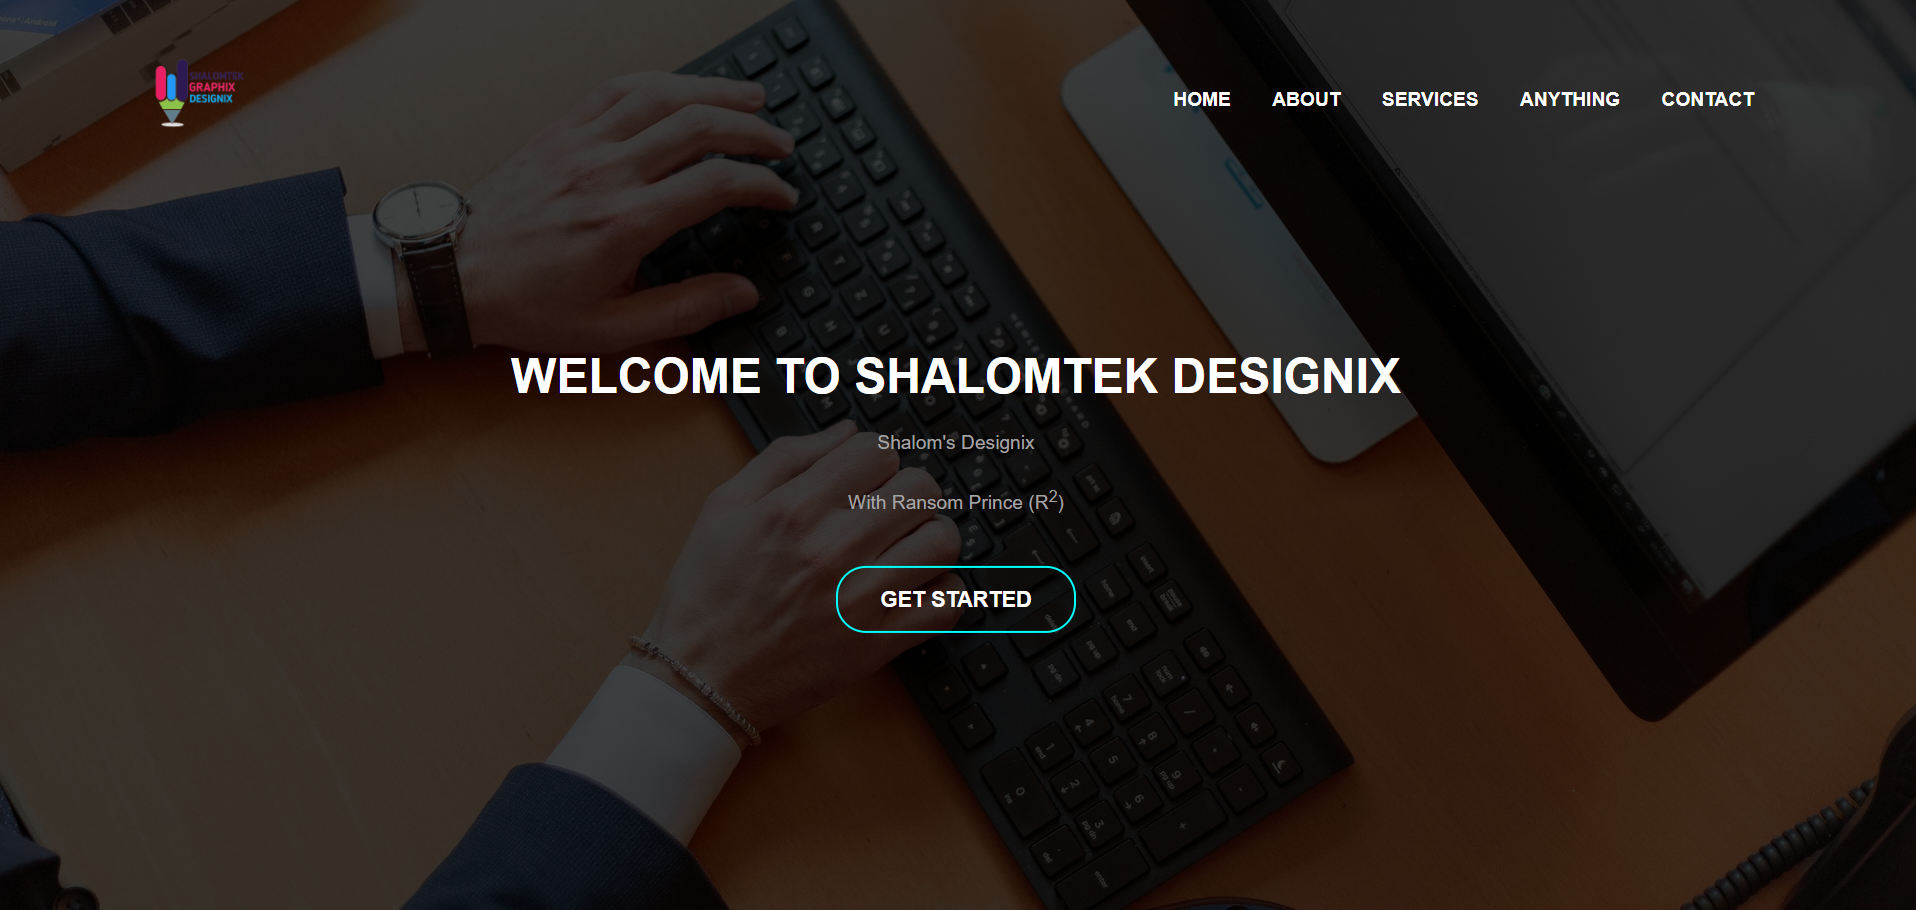 SHALOMTEK
GRAPHIX
DESIGNIX
HOME ABOUT SERVICES ANYTHING CONTACT
WELCOME TO SHALOMTEK DESIGNIX
Shalom's Designix
With Ransom Prince (R²)
GET STARTED